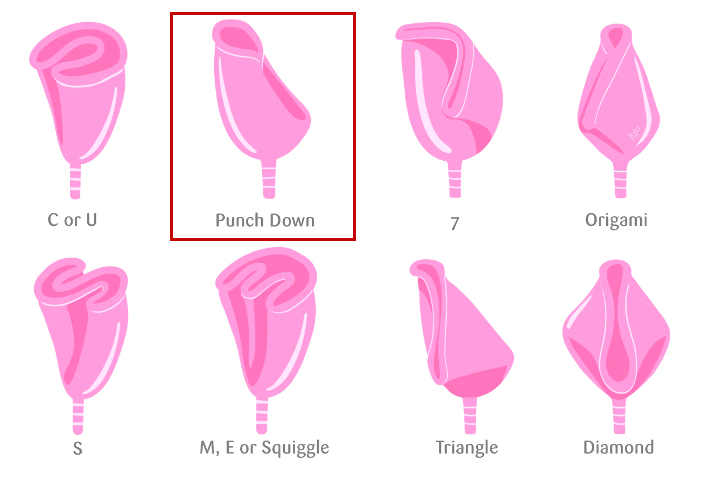 C or U
Punch Down
7
Origami
S
M, E or Squiggle
Triangle
Diamond